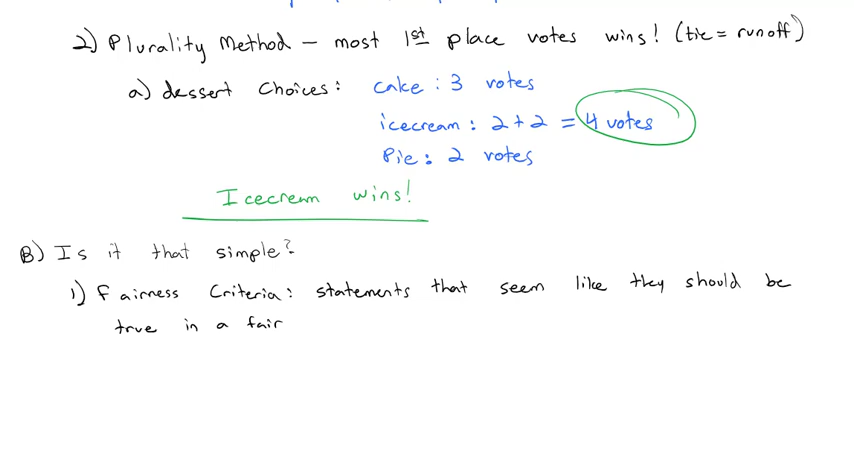 2) Plurality Method – most 1st place votes wins! (tie = runoff)
a) dessert choices: cake : 3 votes
icecream : 2 + 2 = 4 votes
Pie : 2 votes
Icecream wins!
B) Is it that simple?
1) Fairness Criteria: statements that seem like they should be
true in a fair